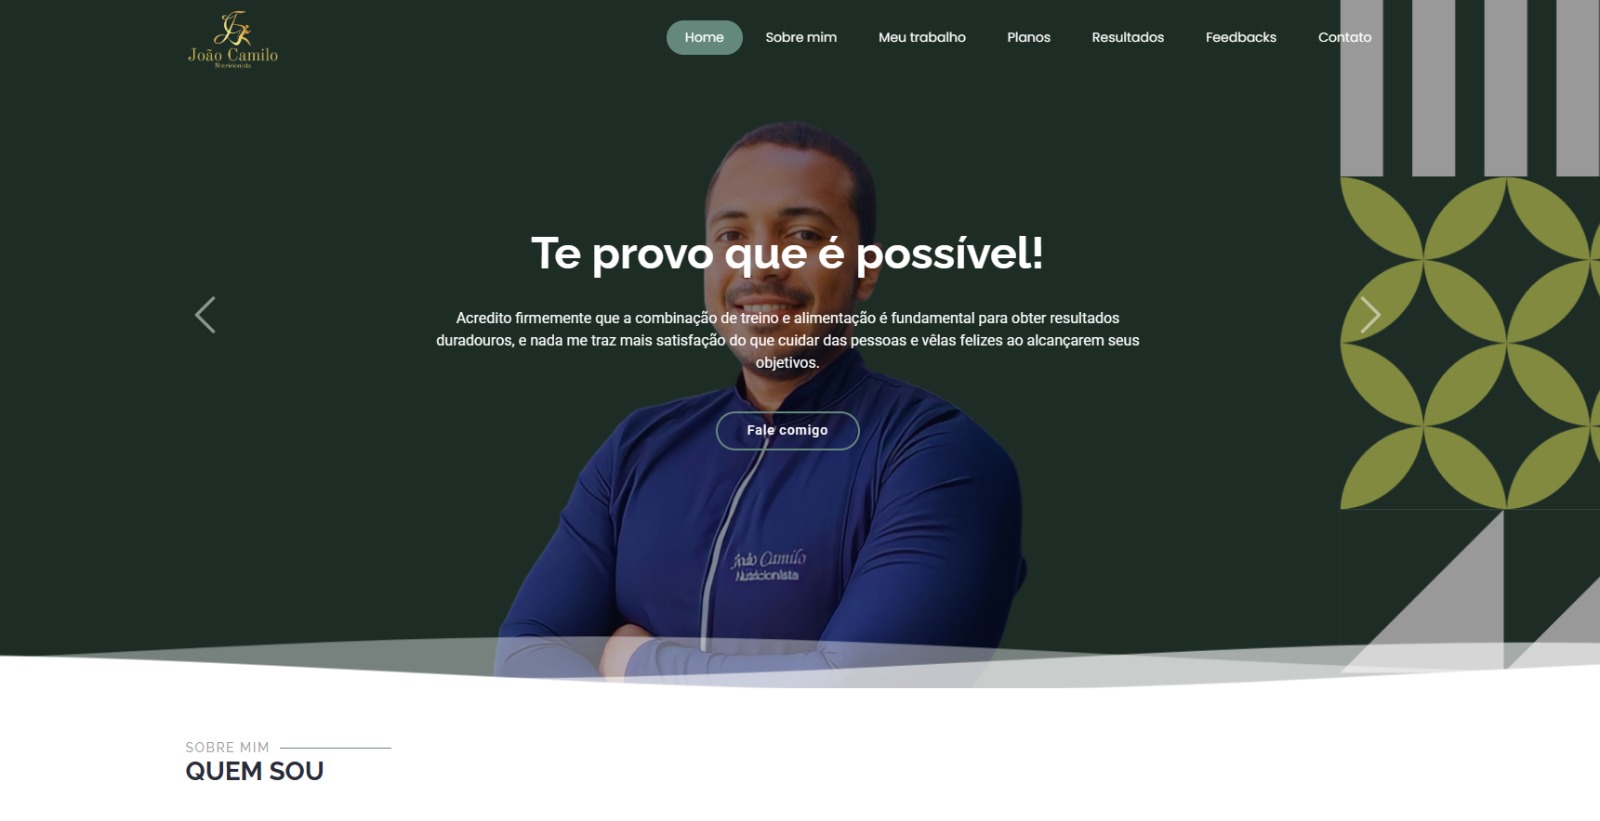 João Camilo
Nutricionista
Home
Sobre mim
Meu trabalho
Planos
Resultados
Feedbacks
Contato
Te provo que é possível!
Acredito firmemente que a combinação de treino e alimentação é fundamental para obter resultados
duradouros, e nada me traz mais satisfação do que cuidar das pessoas e vêlas felizes ao alcançarem seus
objetivos.
Fale comigo
João Camilo
Nutricionista
SOBRE MIM
QUEM SOU